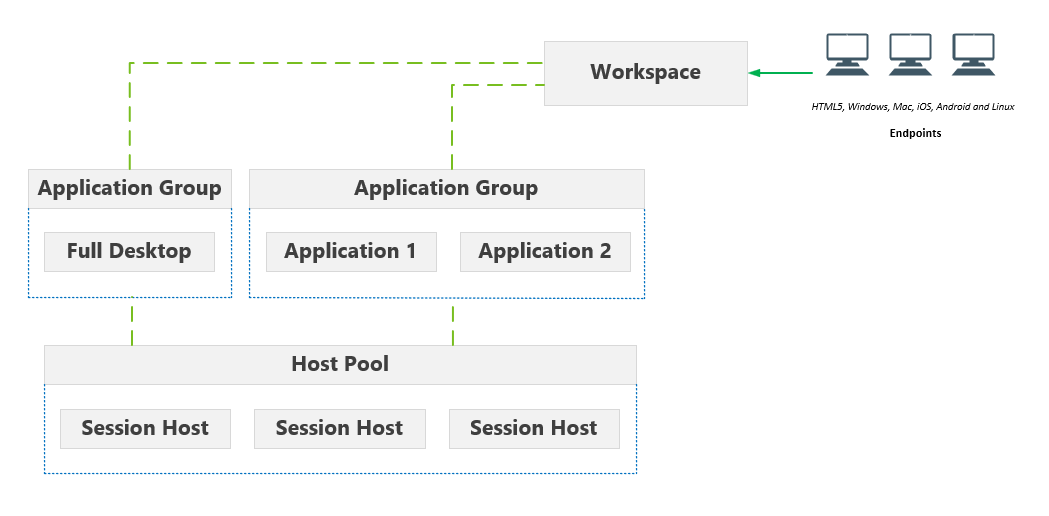 Workspace
HTML5, Windows, Mac, iOS, Android and Linux
Endpoints
Application Group
Full Desktop
Application Group
Application 1
Application 2
Host Pool
Session Host
Session Host
Session Host